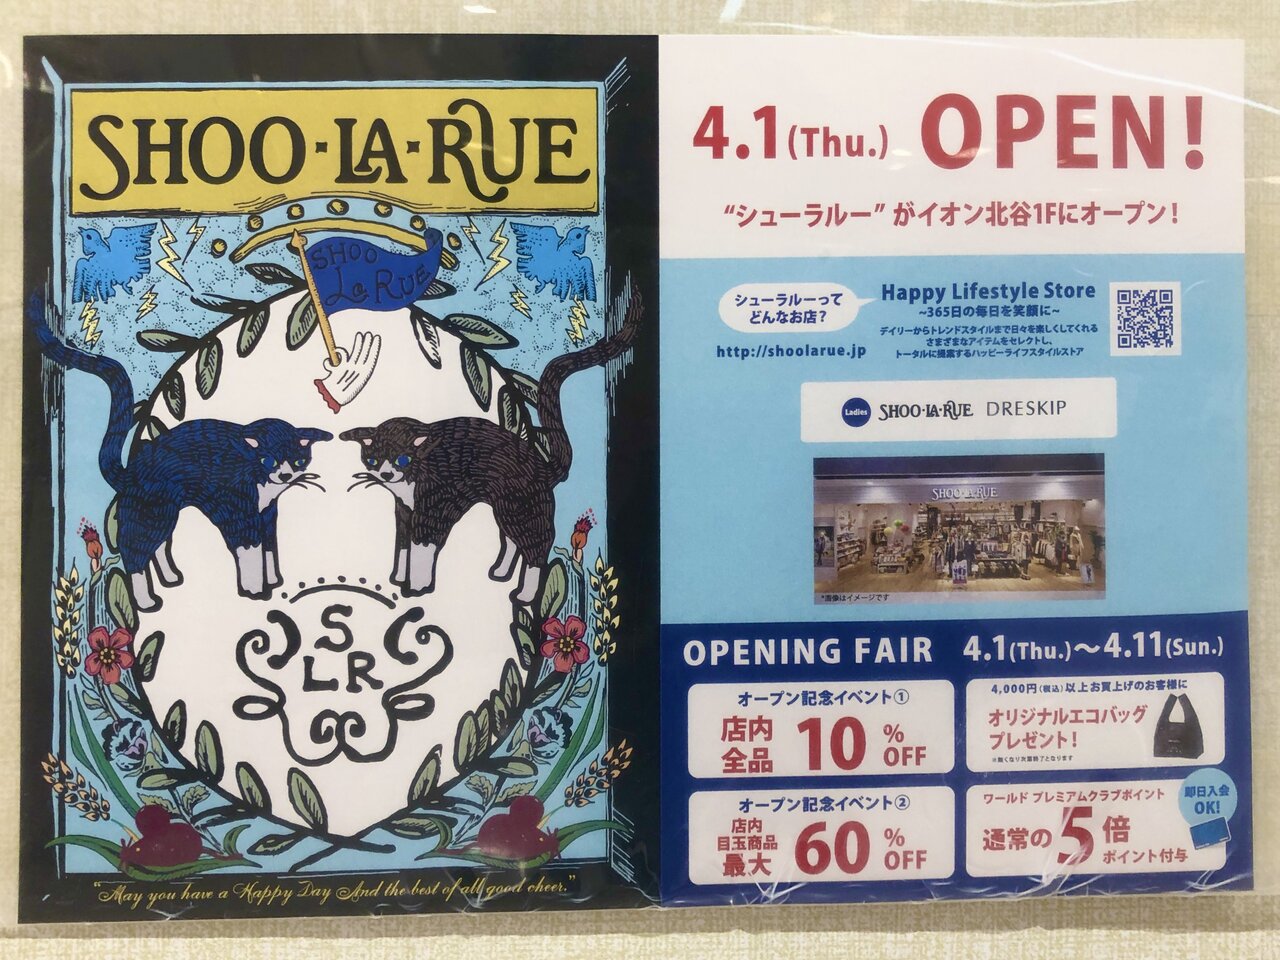 SHOO·LA·RUE
SHOO
La RUE
S
LR
"May you have a Happy Day And the best of all good cheer."
4.1(Thu.) OPEN!
“シューラルー”がイオン北谷1Fにオープン!
シューラルーって
どんなお店?
http://shoolarue.jp
Happy Lifestyle Store
~365日の毎日を笑顔に~
デイリーからトレンドスタイルまで日々を楽しくしてくれる
さまざまなアイテムをセレクトし、
トータルに提案するハッピーライフスタイルストア
Ladies SHOO·LA·RUE DRESKIP
SHOO·LA·RUE
*画像はイメージです
OPENING FAIR 4.1(Thu.)~4.11(Sun.)
オープン記念イベント①
店内
全品 10%OFF
4,000円(税込)以上お買上げのお客様に
オリジナルエコバッグ
プレゼント!
※無くなり次第終了となります
オープン記念イベント②
店内
目玉商品
最大 60%OFF
ワールド プレミアムクラブポイント
通常の5倍
ポイント付与
即日入会
OK!